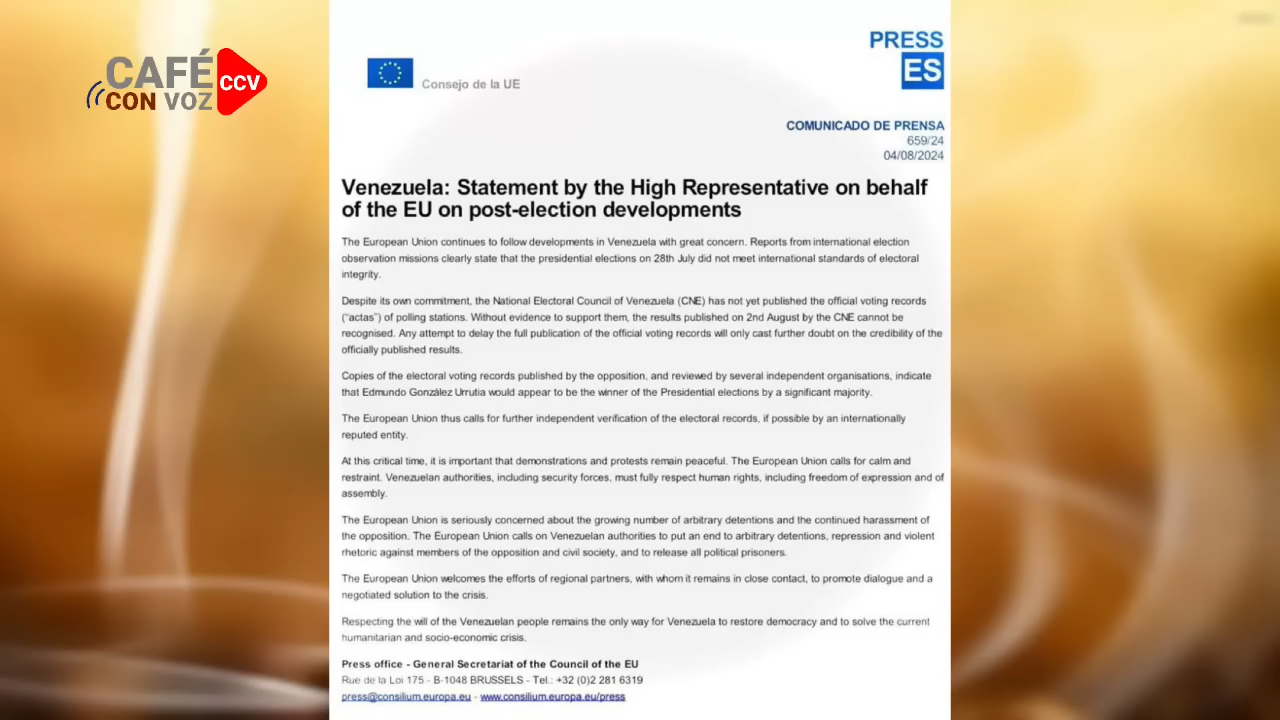 CAFÉ
CON VOZ
CCV
PRESS
ES
Consejo de la UE
COMUNICADO DE PRENSA
659/24
04/08/2024
Venezuela: Statement by the High Representative on behalf
of the EU on post-election developments
The European Union continues to follow developments in Venezuela with great concern. Reports from international election
observation missions clearly state that the presidential elections on 28th July did not meet international standards of electoral
integrity.
Despite its own commitment, the National Electoral Council of Venezuela (CNE) has not yet published the official voting records
("actas") of polling stations. Without evidence to support them, the results published on 2nd August by the CNE cannot be
recognised. Any attempt to delay the full publication of the official voting records will only cast further doubt on the credibility of the
officially published results.
Copies of the electoral voting records published by the opposition, and reviewed by several independent organisations, indicate
that Edmundo González Urrutia would appear to be the winner of the Presidential elections by a significant majority.
The European Union thus calls for further independent verification of the electoral records, if possible by an internationally
reputed entity.
At this critical time, it is important that demonstrations and protests remain peaceful. The European Union calls for calm and
restraint. Venezuelan authorities, including security forces, must fully respect human rights, including freedom of expression and of
assembly.
The European Union is seriously concerned about the growing number of arbitrary detentions and the continued harassment of
the opposition. The European Union calls on Venezuelan authorities to put an end to arbitrary detentions, repression and violent
rhetoric against members of the opposition and civil society, and to release all political prisoners.
The European Union welcomes the efforts of regional partners, with whom it remains in close contact, to promote dialogue and a
negotiated solution to the crisis.
Respecting the will of the Venezuelan people remains the only way for Venezuela to restore democracy and to solve the current
humanitarian and socio-economic crisis.
Press office - General Secretariat of the Council of the EU
Rue de la Loi 175 - B-1048 BRUSSELS - Tel.: +32 (0)2 281 6319
press@consilium.europa.eu - www.consilium.europa.eu/press